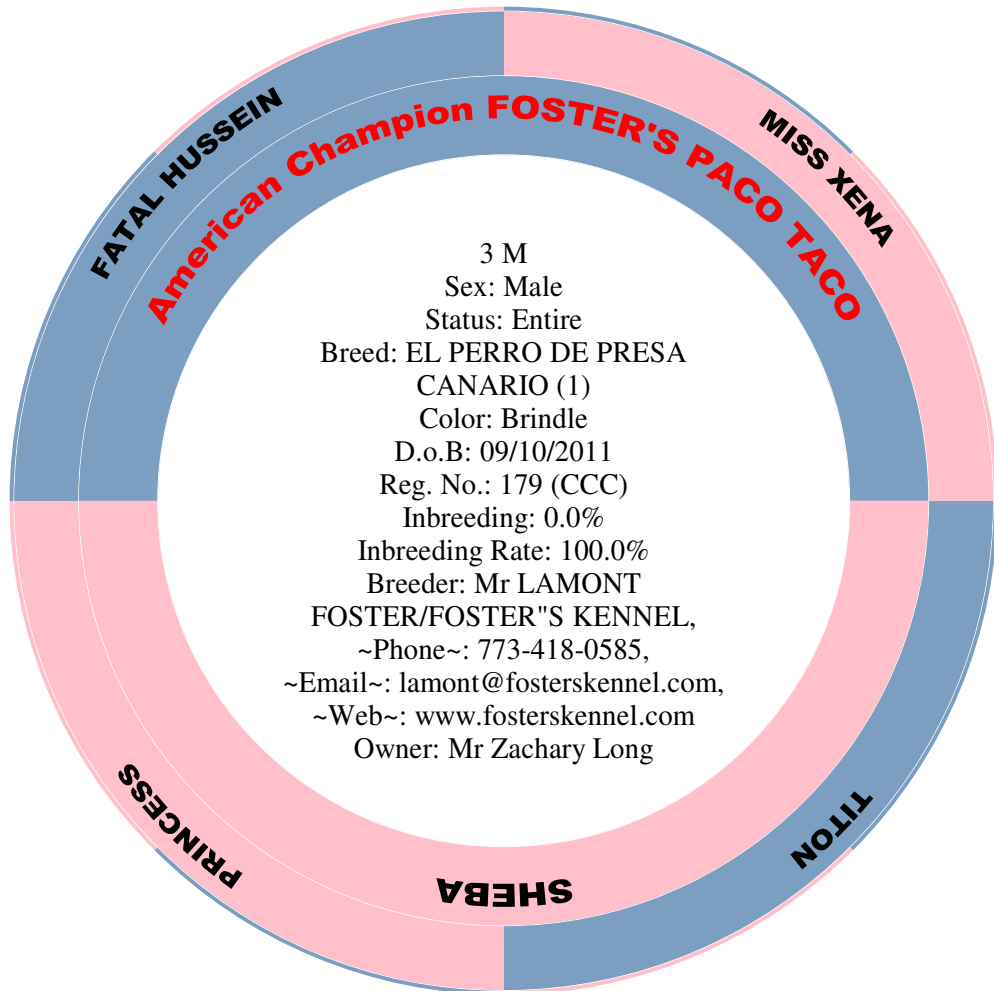 FATAL HUSSEIN
MISS XENA
American Champion FOSTER'S PACO TACO
3 M
Sex: Male
Status: Entire
Breed: EL PERRO DE PRESA
CANARIO (1)
Color: Brindle
D.o.B: 09/10/2011
Reg. No.: 179 (CCC)
Inbreeding: 0.0%
Inbreeding Rate: 100.0%
Breeder: Mr LAMONT
FOSTER/FOSTER"S KENNEL,
~Phone~: 773-418-0585,
~Email~: lamont@fosterskennel.com,
~Web~: www.fosterskennel.com
Owner: Mr Zachary Long
PRINCESS
TITON
SHEBA